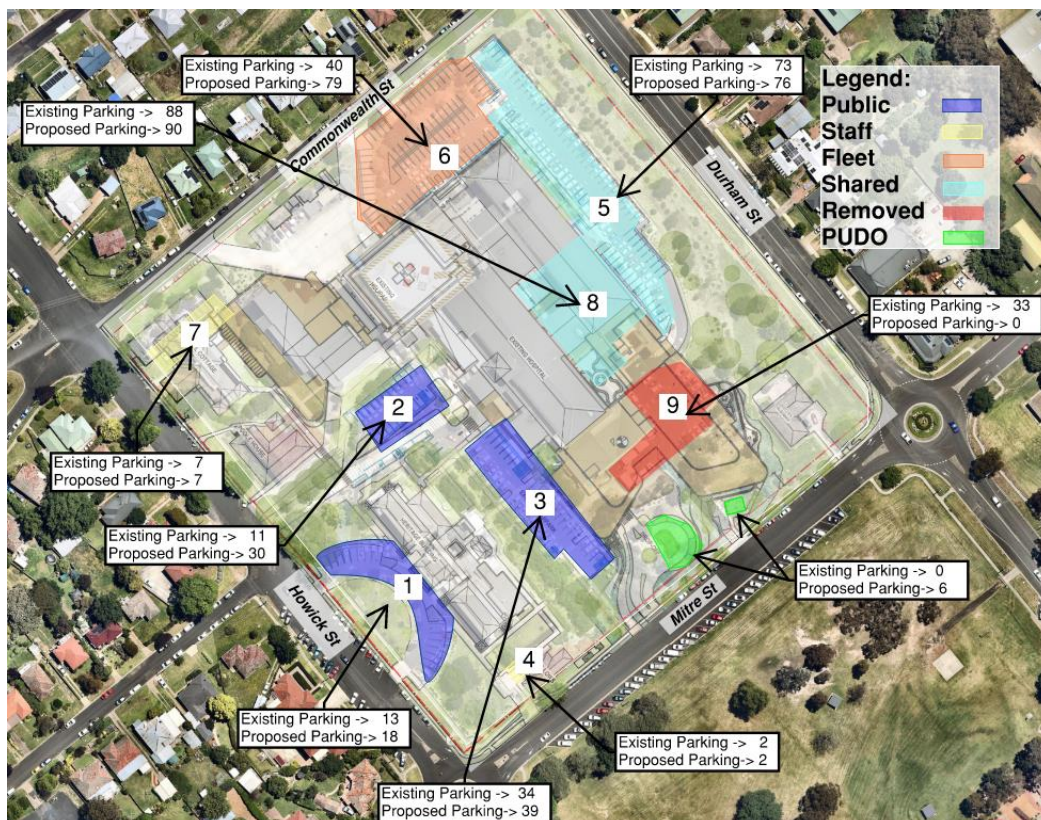 Existing Parking -> 40
Proposed Parking-> 79
Existing Parking -> 73
Proposed Parking-> 76
Existing Parking -> 88
Proposed Parking-> 90
Legend:
Public
Staff
Fleet
Shared
Removed
PUDO
Commonwealth St
Durham St
6
5
8
7
Existing Parking -> 33
Proposed Parking-> 0
EXISTING HOSPITAL
2
9
Existing Parking -> 7
Proposed Parking-> 7
3
Existing Parking -> 11
Proposed Parking-> 30
Existing Parking -> 0
Proposed Parking-> 6
1
Howick St
Mitre St
4
Existing Parking -> 13
Proposed Parking-> 18
Existing Parking -> 2
Proposed Parking-> 2
Existing Parking -> 34
Proposed Parking-> 39